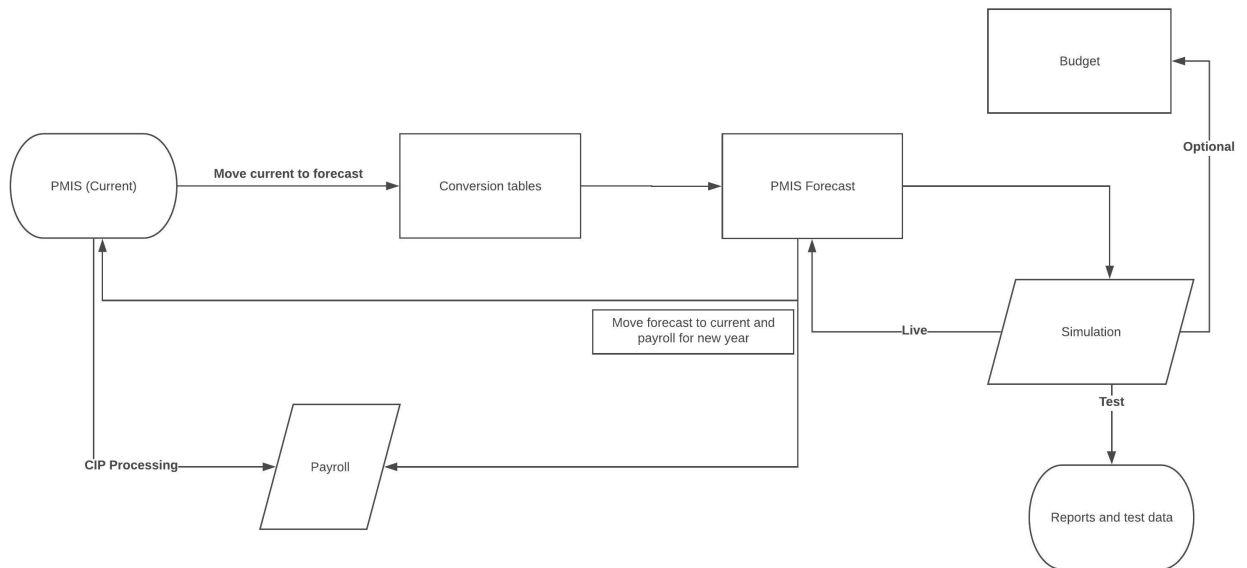 Budget
Optional
PMIS (Current)
Move current to forecast
Conversion tables
PMIS Forecast
Move forecast to current and
payroll for new year
Live
Simulation
Test
CIP Processing
Payroll
Reports and test data